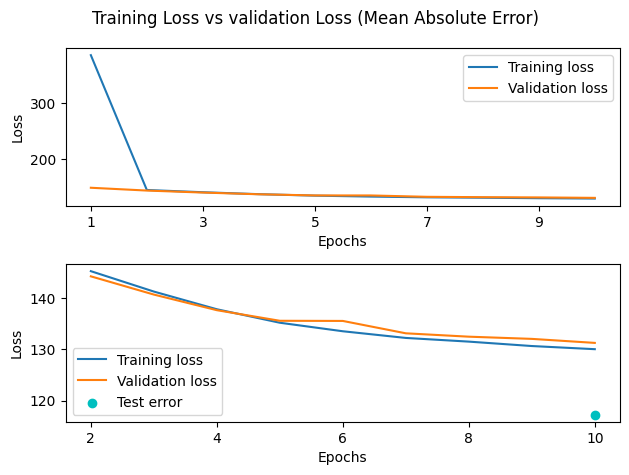 Training Loss vs validation Loss (Mean Absolute Error)
300
200
Loss
Training loss
Validation loss
1 3 5 7 9
Epochs
140
130
120
Loss
Training loss
Validation loss
Test error
2 4 6 8 10
Epochs